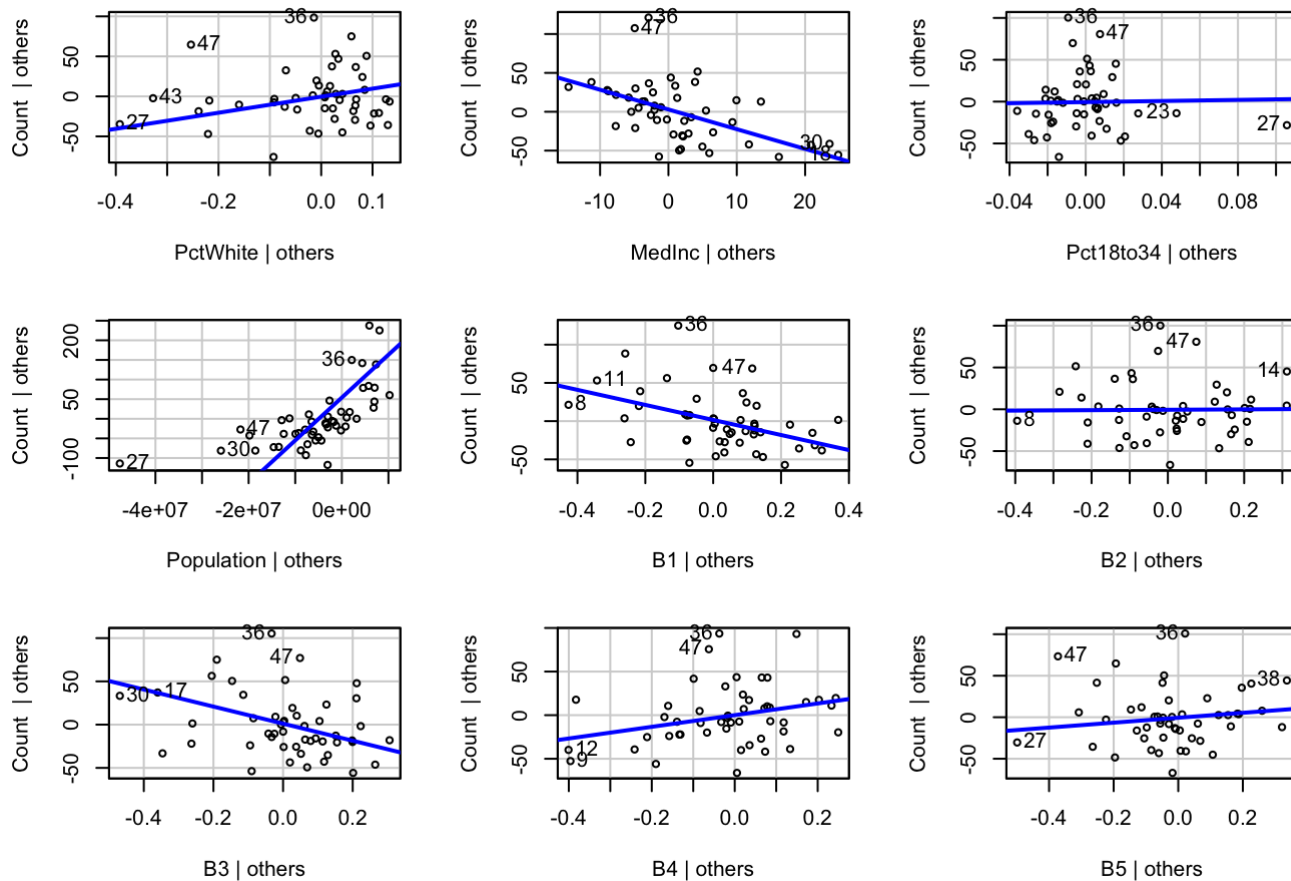 Count | others
50
0
-50
36
47
43
27
-0.4 -0.2 0.0 0.1
PctWhite | others
Count | others
50
0
-50
36
47
30
-10 0 10 20
MedInc | others
Count | others
50
0
-50
36
47
23
27
-0.04 0.00 0.04 0.08
Pct18to34 | others
Count | others
200
50
-100
36
47
30
27
-4e+07 -2e+07 0e+00
Population | others
Count | others
50
-50
36
47
11
8
-0.4 -0.2 0.0 0.2 0.4
B1 | others
Count | others
50
0
-50
36
47
14
8
-0.4 -0.2 0.0 0.2
B2 | others
Count | others
50
0
-50
36
47
30
17
-0.4 -0.2 0.0 0.2
B3 | others
Count | others
50
0
-50
36
47
12
9
-0.4 -0.2 0.0 0.2
B4 | others
Count | others
50
0
-50
36
47
38
27
-0.4 -0.2 0.0 0.2
B5 | others